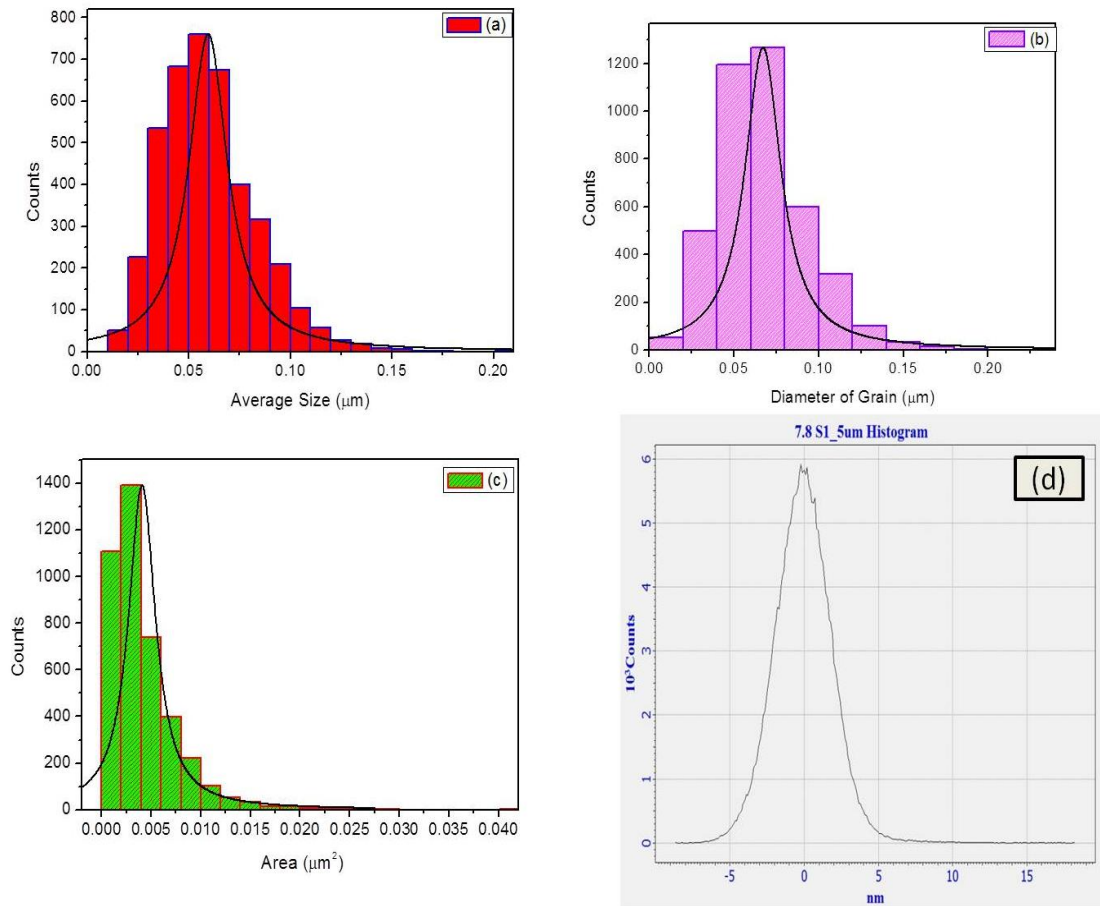 (a)
Counts
800
700
600
500
400
300
200
100
0
0.00 0.05 0.10 0.15 0.20
Average Size (μm)
(b)
Counts
1200
1000
800
600
400
200
0
0.00 0.05 0.10 0.15 0.20
Diameter of Grain (μm)
(c)
Counts
1400
1200
1000
800
600
400
200
0
0.000 0.005 0.010 0.015 0.020 0.025 0.030 0.035 0.040
Area (μm²)
7.8 S1_5um Histogram
(d)
10³Counts
6
5
4
3
2
1
0
-5 0 5 10 15
nm